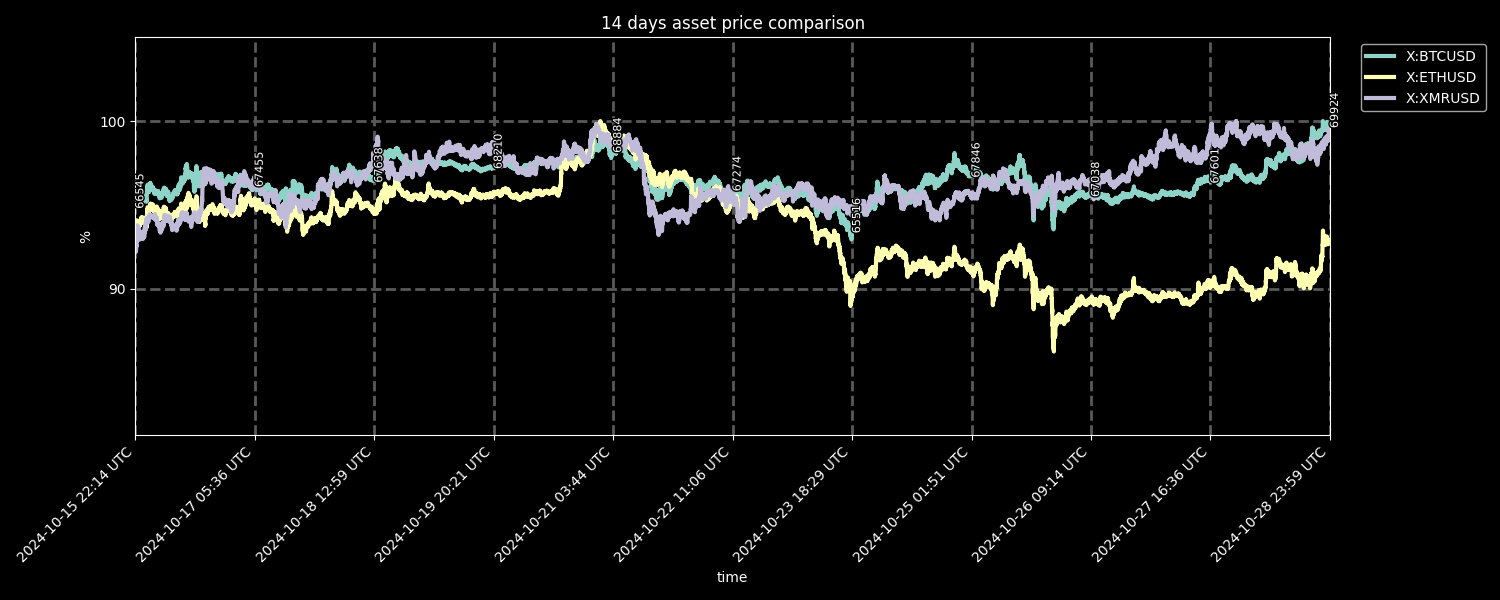 14 days asset price comparison
X:BTCUSD
X:ETHUSD
X:XMRUSD
100
90
%
66545
67455
67638
68210
68884
67274
65516
67846
67038
67601
69924
2024-10-15 22:14 UTC
2024-10-17 05:36 UTC
2024-10-18 12:59 UTC
2024-10-19 20:21 UTC
2024-10-21 03:44 UTC
2024-10-22 11:06 UTC
2024-10-23 18:29 UTC
2024-10-25 01:51 UTC
2024-10-26 09:14 UTC
2024-10-27 16:36 UTC
2024-10-28 23:59 UTC
time